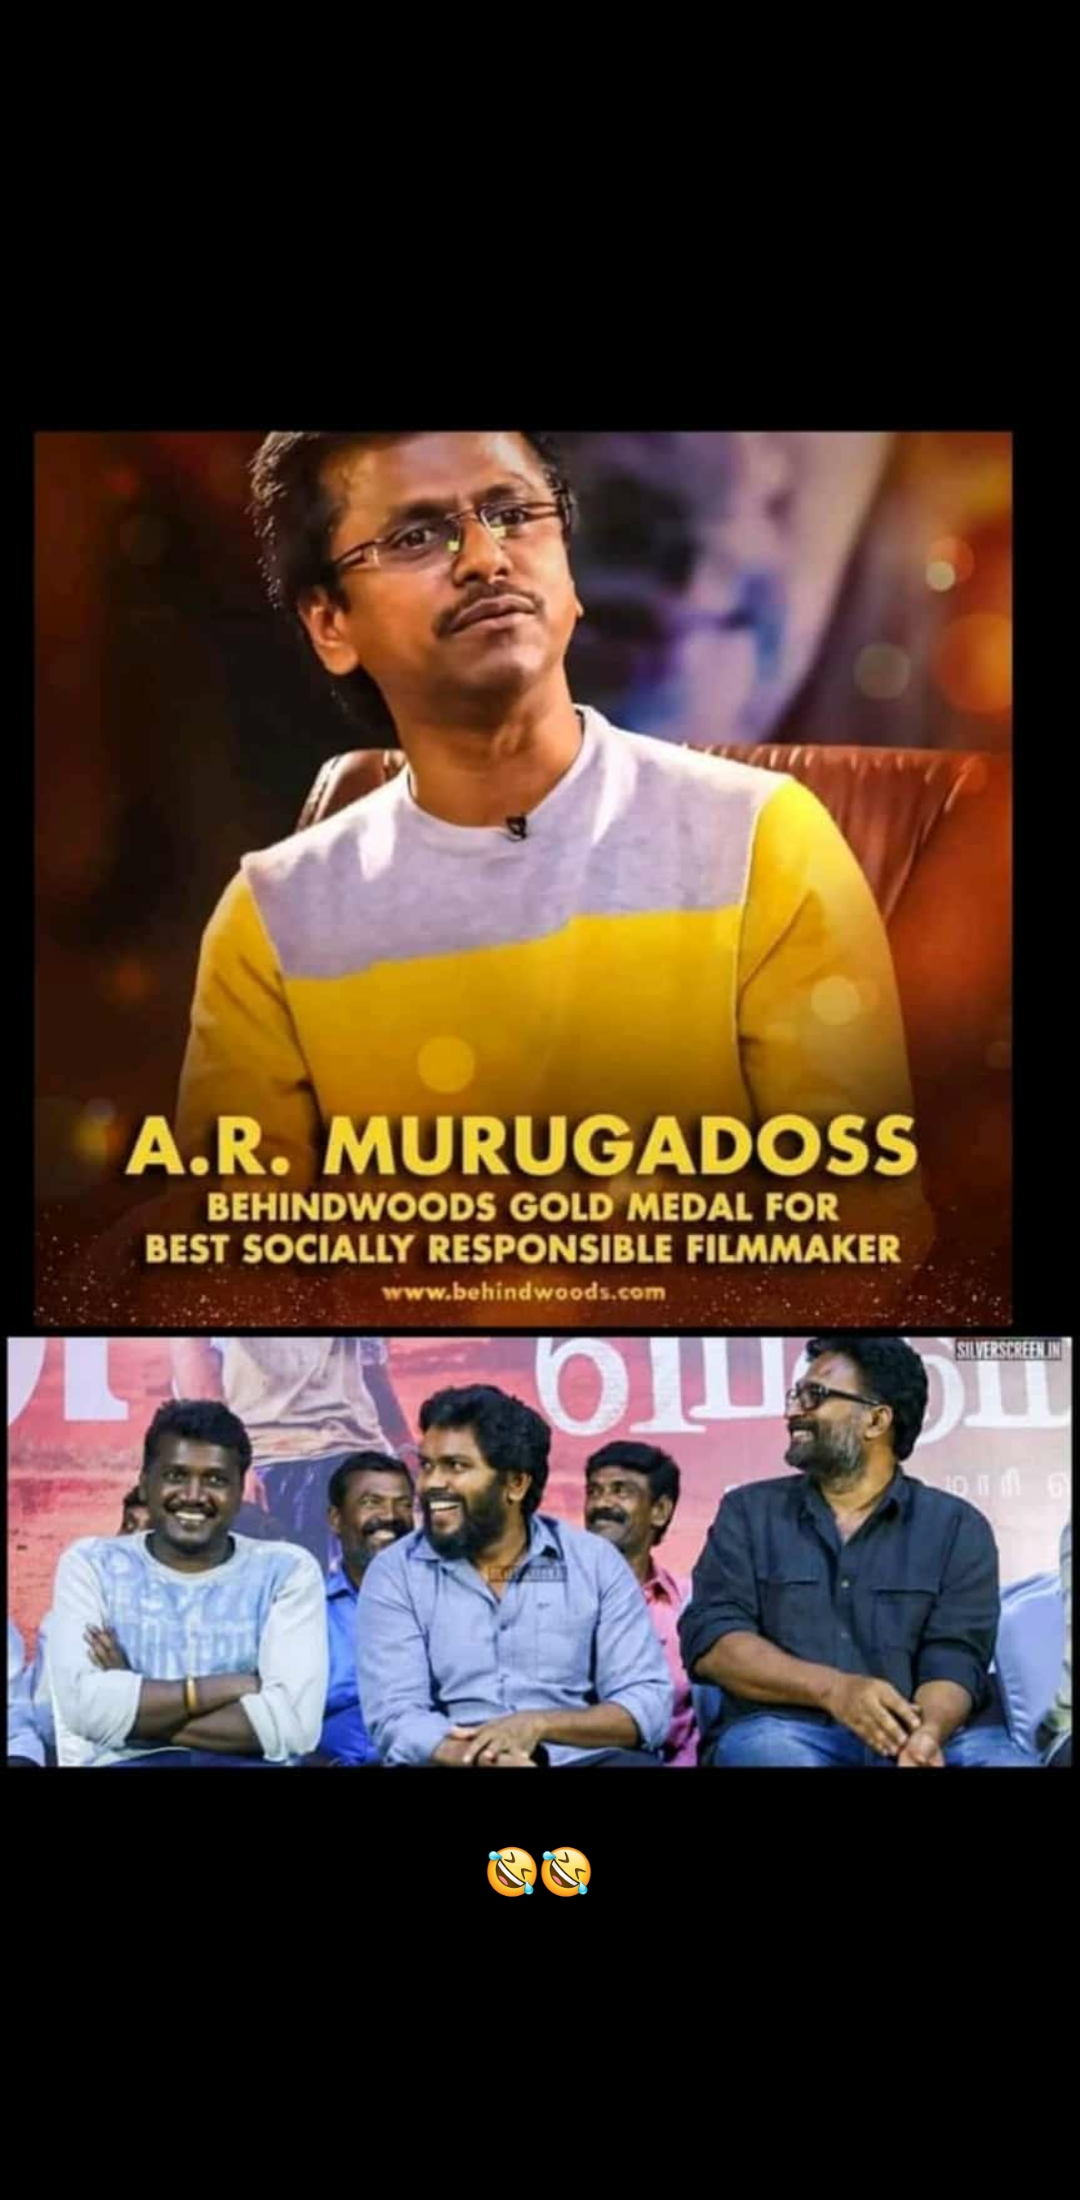 A.R. MURUGADOSS
BEHINDWOODS GOLD MEDAL FOR
BEST SOCIALLY RESPONSIBLE FILMMAKER
www.behindwoods.com
SILVERSCREEN.IN
மாரி
🤣🤣